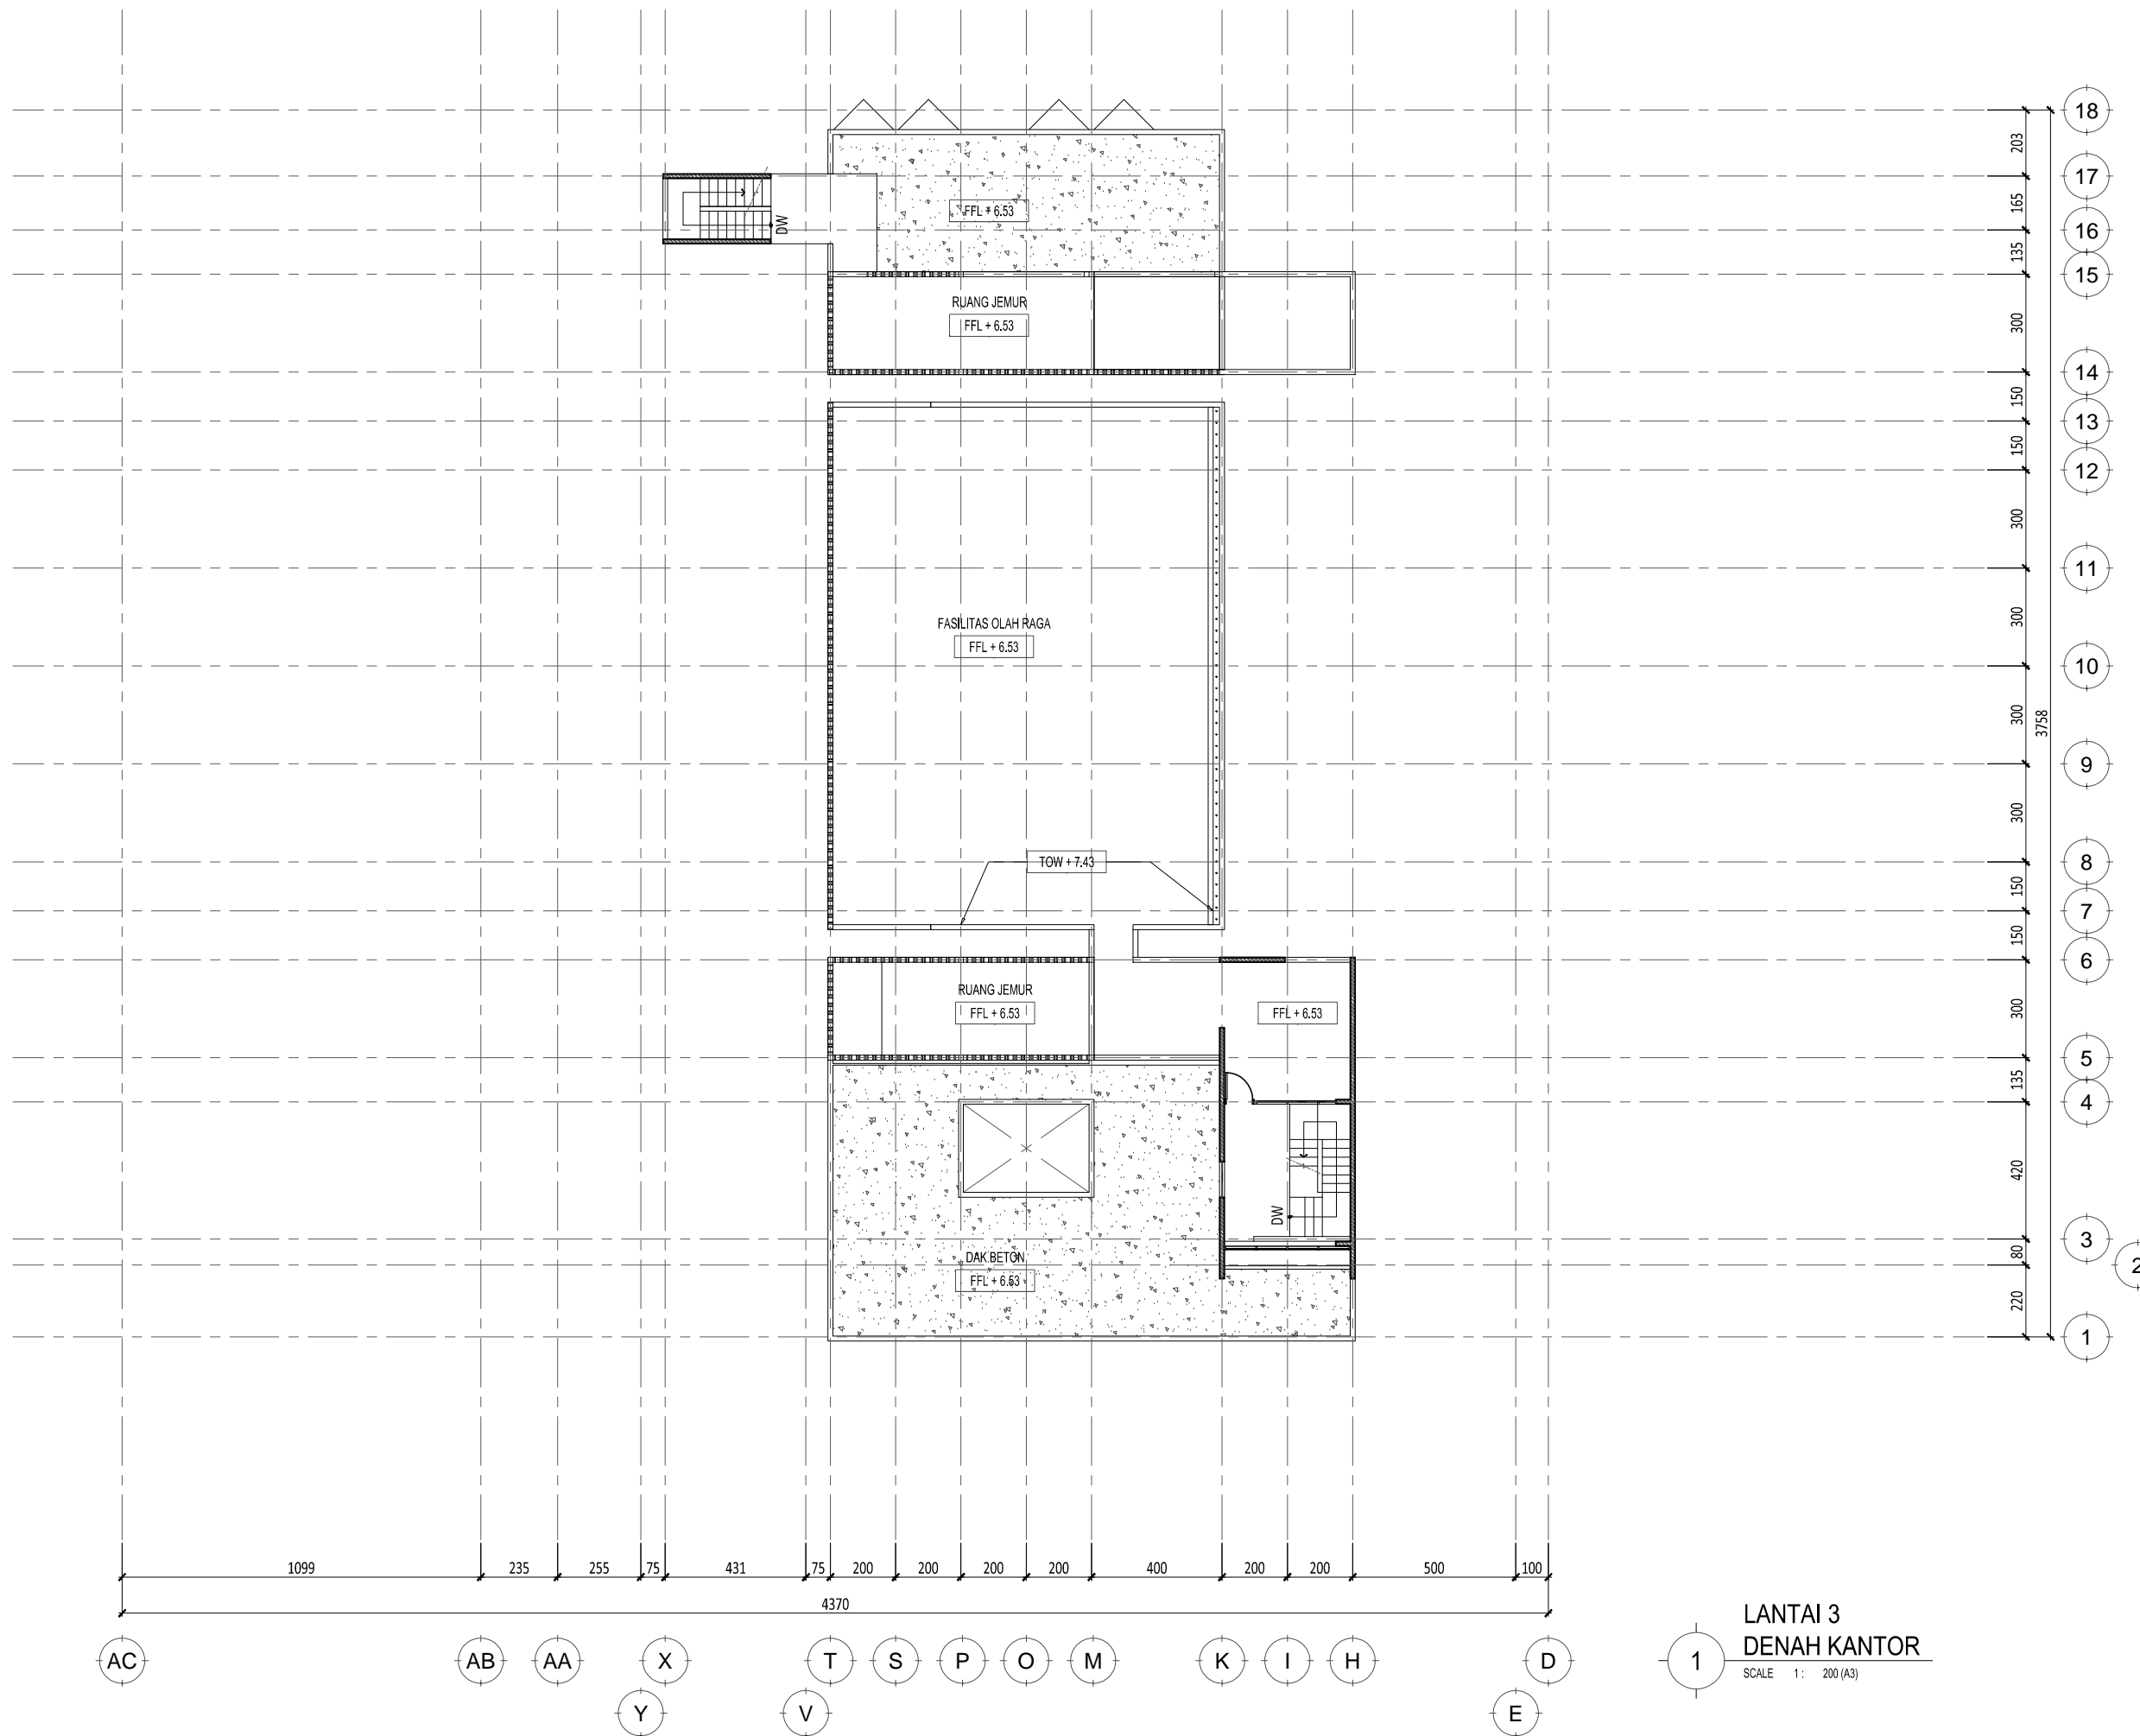 18
203
17
165
FFL + 6.53
DW
16
135
15
RUANG JEMUR
FFL + 6.53
300
14
150
13
150
12
300
11
300
FASILITAS OLAH RAGA
FFL + 6.53
10
300
3758
9
300
TOW + 7.43
8
150
7
150
6
RUANG JEMUR
FFL + 6.53
FFL + 6.53
300
5
135
4
420
DW
3
DAK BETON
FFL + 6.53
80
2
220
1
1099
235
255
75
431
75
200
200
200
200
400
200
200
500
100
4370
AC
AB
AA
X
T
S
P
O
M
K
I
H
D
Y
V
E
1
LANTAI 3
DENAH KANTOR
SCALE 1 : 200 (A3)